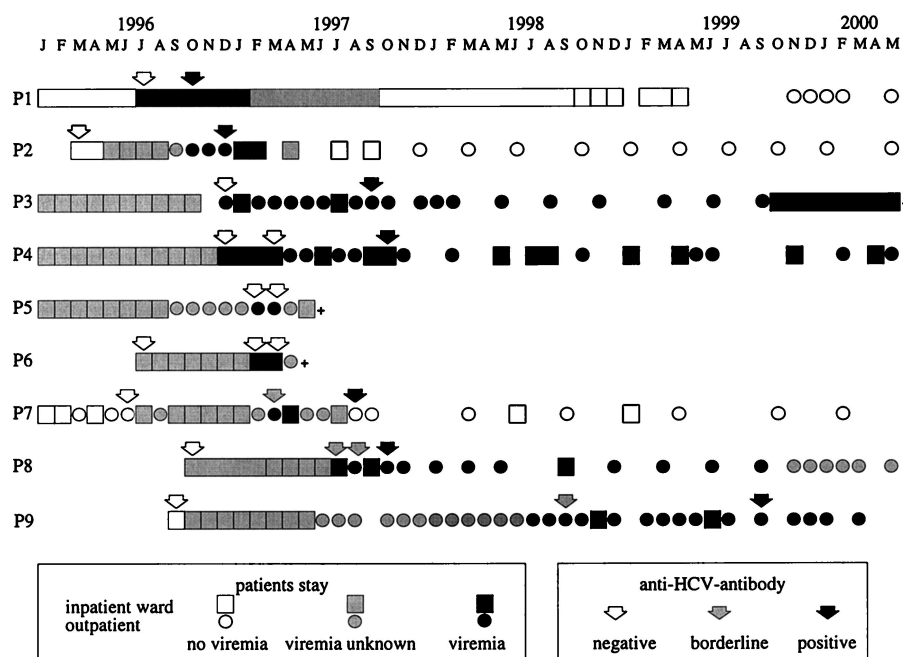 1996 1997 1998 1999 2000
J F M A M J J A S O N D J F M A M J J A S O N D J F M A M J J A S O N D J F M A M J J A S O N D J F M A M
P1
P2
P3
P4
P5 +
P6 +
P7
P8
P9
patients stay
inpatient ward
outpatient
no viremia viremia unknown viremia
anti-HCV-antibody
negative borderline positive